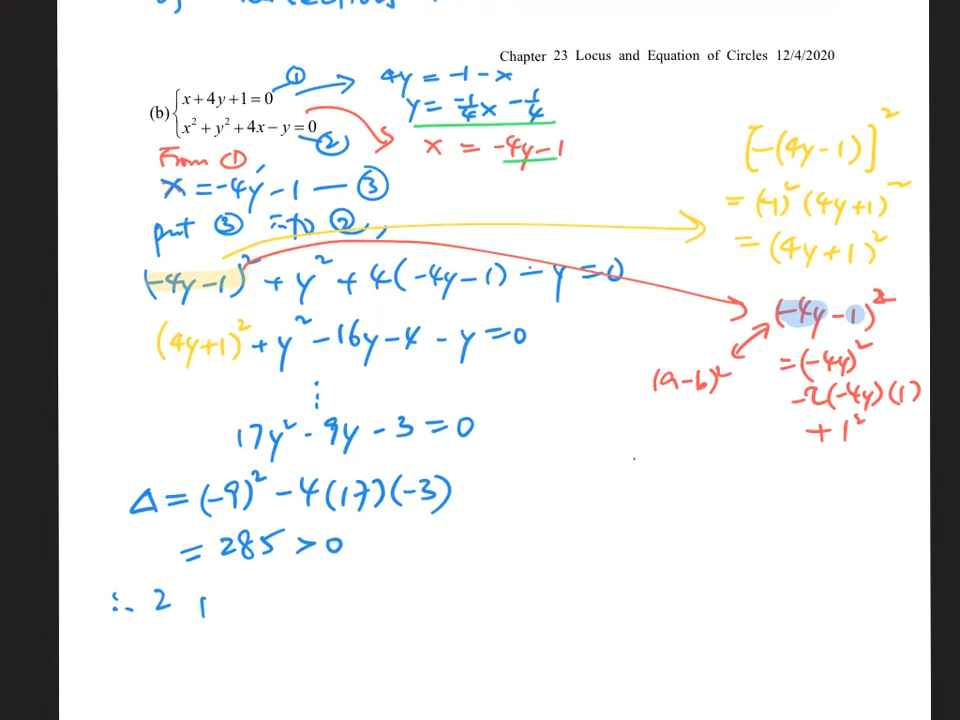 Chapter 23 Locus and Equation of Circles 12/4/2020
(b) { x + 4y + 1 = 0 ①
x² + y² + 4x − y = 0 ②
4y = -1 - x
y = -1/4 x - 1/4
x = -4y - 1
From ①,
x = -4y - 1 — ③
put ③ into ②,
(-4y - 1)² + y² + 4(-4y - 1) - y = 0
(4y+1)² + y² - 16y - 4 - y = 0
⋮
17y² - 9y - 3 = 0
Δ = (-9)² - 4(17)(-3)
= 285 > 0
∴ 2
[-(4y - 1)]²
= (-1)² (4y+1)²
= (4y+1)²
(-4y - 1)²
(a-b)²
= (-4y)²
-2(-4y)(1)
+ 1²